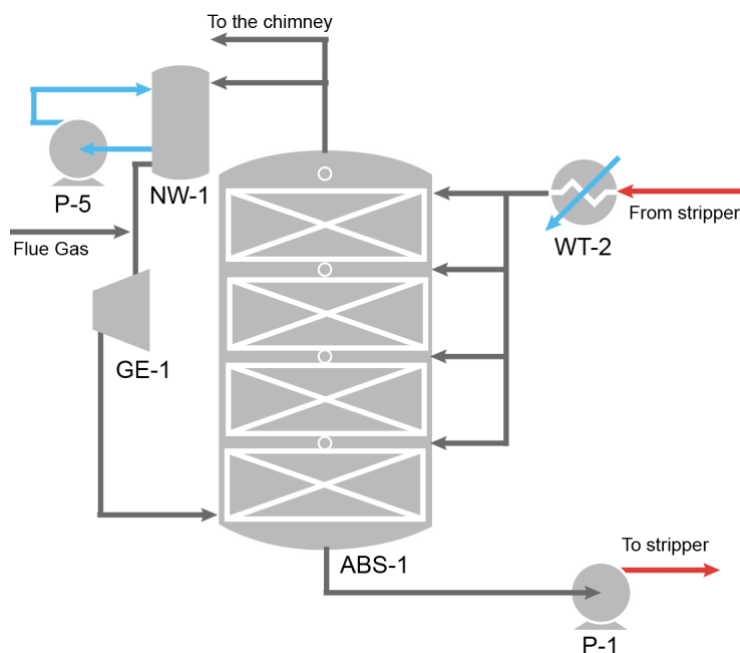 To the chimney
P-5
NW-1
From stripper
Flue Gas
WT-2
GE-1
To stripper
ABS-1
P-1